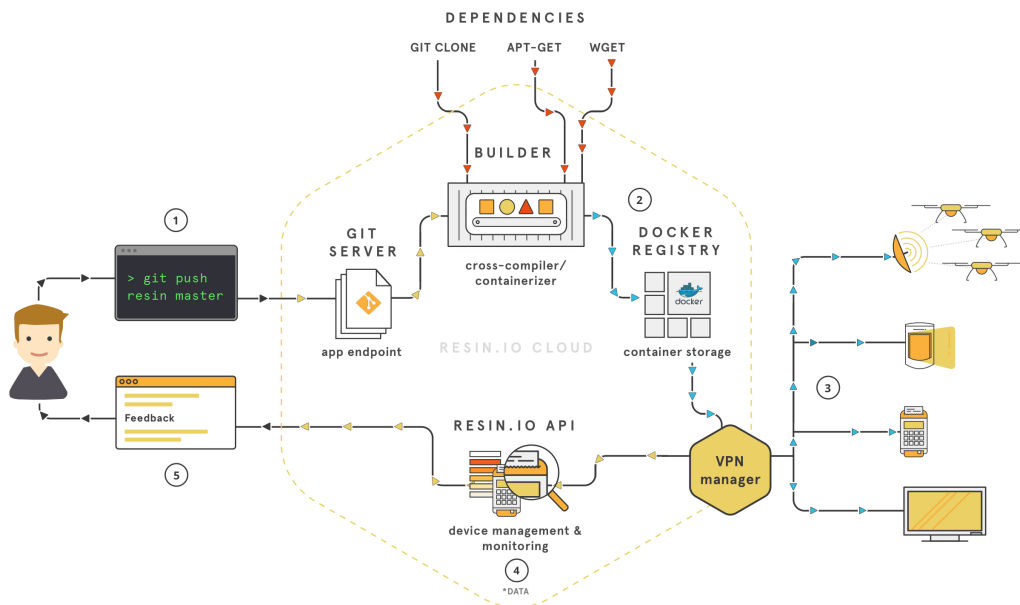 DEPENDENCIES
GIT CLONE
APT-GET
WGET
BUILDER
1
2
GIT
SERVER
DOCKER
REGISTRY
> git push
resin master
cross-compiler/
containerizer
docker
app endpoint
RESIN.IO CLOUD
container storage
3
Feedback
RESIN.IO API
VPN
manager
5
device management &
monitoring
4
*DATA